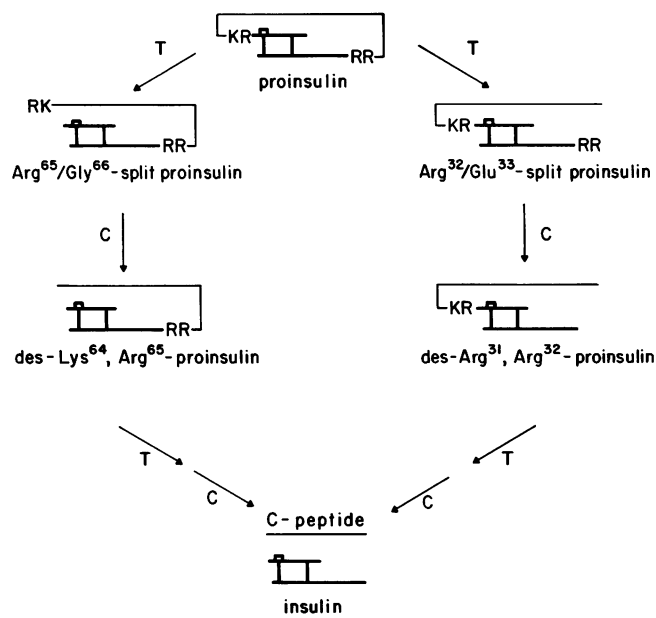 KR
RR
T
T
proinsulin
RK
RR
KR
RR
Arg⁶⁵/Gly⁶⁶-split proinsulin
Arg³²/Glu³³-split proinsulin
C
C
RR
KR
des-Lys⁶⁴, Arg⁶⁵-proinsulin
des-Arg³¹, Arg³²-proinsulin
T
T
C
C
C-peptide
insulin